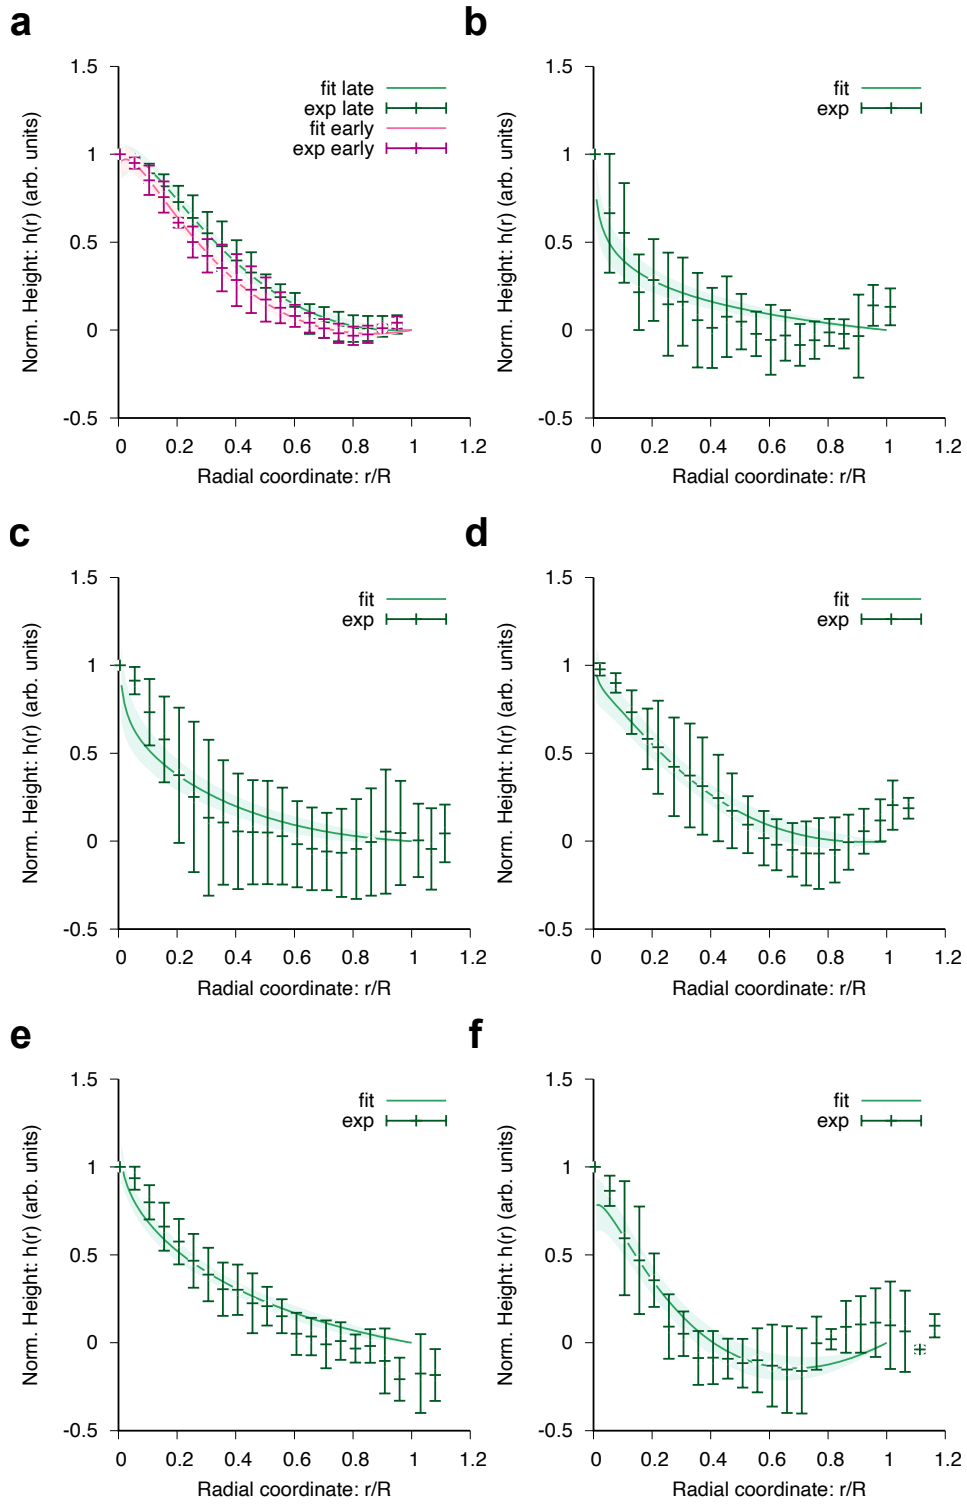 a
1.5
1
0.5
0
-0.5
0 0.2 0.4 0.6 0.8 1 1.2
Norm. Height: h(r) (arb. units)
Radial coordinate: r/R
fit late
exp late
fit early
exp early
b
1.5
1
0.5
0
-0.5
0 0.2 0.4 0.6 0.8 1 1.2
Norm. Height: h(r) (arb. units)
Radial coordinate: r/R
fit
exp
c
1.5
1
0.5
0
-0.5
0 0.2 0.4 0.6 0.8 1 1.2
Norm. Height: h(r) (arb. units)
Radial coordinate: r/R
fit
exp
d
1.5
1
0.5
0
-0.5
0 0.2 0.4 0.6 0.8 1 1.2
Norm. Height: h(r) (arb. units)
Radial coordinate: r/R
fit
exp
e
1.5
1
0.5
0
-0.5
0 0.2 0.4 0.6 0.8 1 1.2
Norm. Height: h(r) (arb. units)
Radial coordinate: r/R
fit
exp
f
1.5
1
0.5
0
-0.5
0 0.2 0.4 0.6 0.8 1 1.2
Norm. Height: h(r) (arb. units)
Radial coordinate: r/R
fit
exp